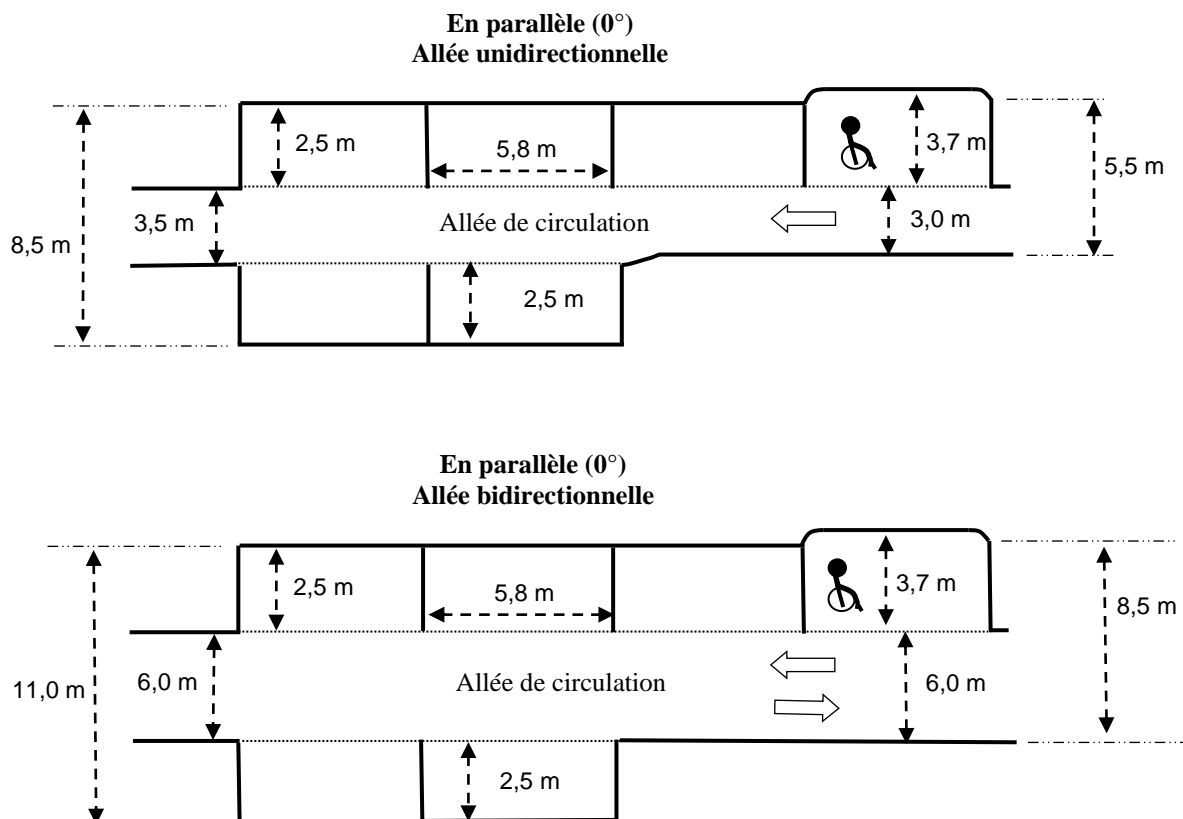 En parallèle (0°)
Allée unidirectionnelle
2,5 m
5,8 m
3,7 m
5,5 m
3,5 m
Allée de circulation
3,0 m
8,5 m
2,5 m
En parallèle (0°)
Allée bidirectionnelle
2,5 m
5,8 m
3,7 m
8,5 m
11,0 m
6,0 m
Allée de circulation
6,0 m
2,5 m